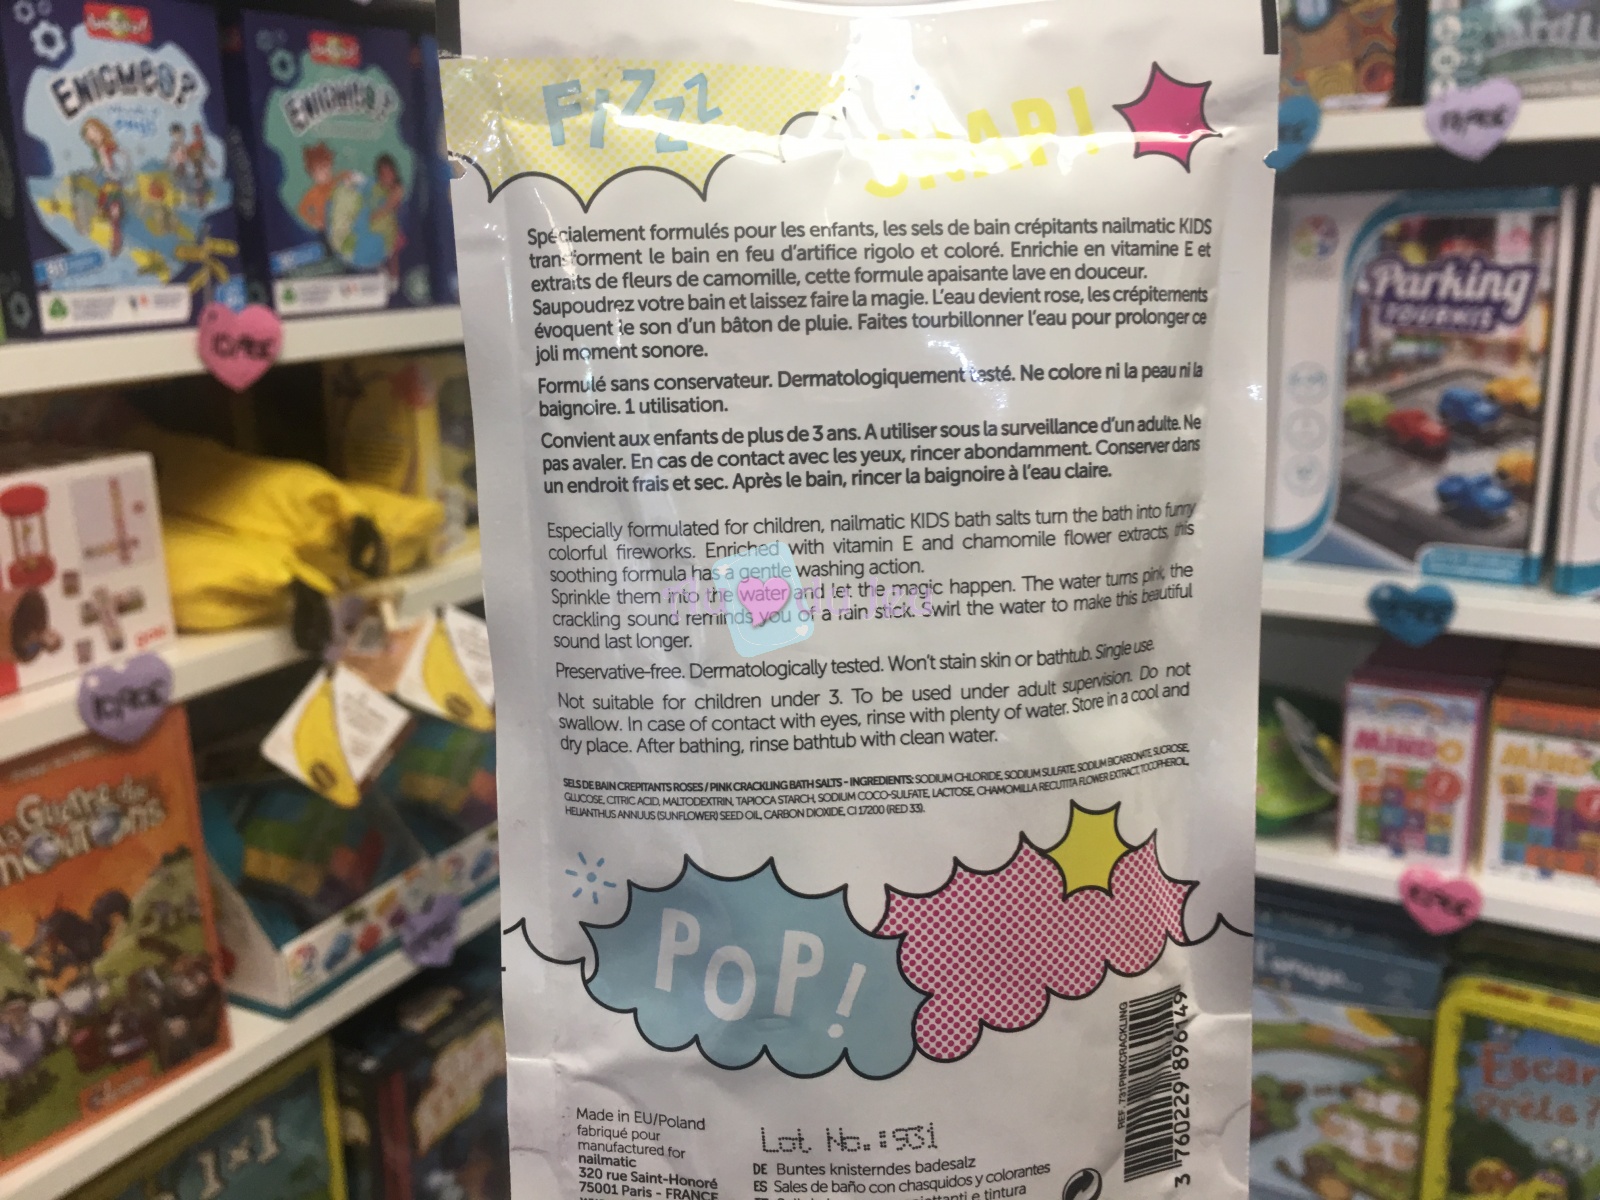 FiZzz
SNAP!
Spécialement formulés pour les enfants, les sels de bain crépitants nailmatic KIDS
transforment le bain en feu d'artifice rigolo et coloré. Enrichie en vitamine E et
extraits de fleurs de camomille, cette formule apaisante lave en douceur.
Saupoudrez votre bain et laissez faire la magie. L'eau devient rose, les crépitements
évoquent le son d'un bâton de pluie. Faites tourbillonner l'eau pour prolonger ce
joli moment sonore.
Formulé sans conservateur. Dermatologiquement testé. Ne colore ni la peau ni la
baignoire. 1 utilisation.
Convient aux enfants de plus de 3 ans. A utiliser sous la surveillance d'un adulte. Ne
pas avaler. En cas de contact avec les yeux, rincer abondamment. Conserver dans
un endroit frais et sec. Après le bain, rincer la baignoire à l'eau claire.
Especially formulated for children, nailmatic KIDS bath salts turn the bath into funny
colorful fireworks. Enriched with vitamin E and chamomile flower extracts, this
soothing formula has a gentle washing action.
Sprinkle them into the water and let the magic happen. The water turns pink, the
crackling sound reminds you of a rain stick. Swirl the water to make this beautiful
sound last longer.
Preservative-free. Dermatologically tested. Won't stain skin or bathtub. Single use.
Not suitable for children under 3. To be used under adult supervision. Do not
swallow. In case of contact with eyes, rinse with plenty of water. Store in a cool and
dry place. After bathing, rinse bathtub with clean water.
SELS DE BAIN CREPITANTS ROSES / PINK CRACKLING BATH SALTS - INGREDIENTS: SODIUM CHLORIDE, SODIUM SULFATE, SODIUM BICARBONATE, SUCROSE,
GLUCOSE, CITRIC ACID, MALTODEXTRIN, TAPIOCA STARCH, SODIUM COCO-SULFATE, LACTOSE, CHAMOMILLA RECUTITA FLOWER EXTRACT, TOCOPHEROL,
HELIANTHUS ANNUUS (SUNFLOWER) SEED OIL, CARBON DIOXIDE, CI 17200 (RED 33).
POP!
Made in EU/Poland
fabriqué pour
manufactured for
nailmatic
320 rue Saint-Honoré
75001 Paris - FRANCE
Lot No.:931
DE Buntes knisterndes badesalz
ES Sales de baño con chasquidos y colorantes
REF. 731PINKCRACKLING
3 760229 896149
ENIGMES?
ENIGMES?
Parking
TOURNIS
MINDO
MINDO
1x1